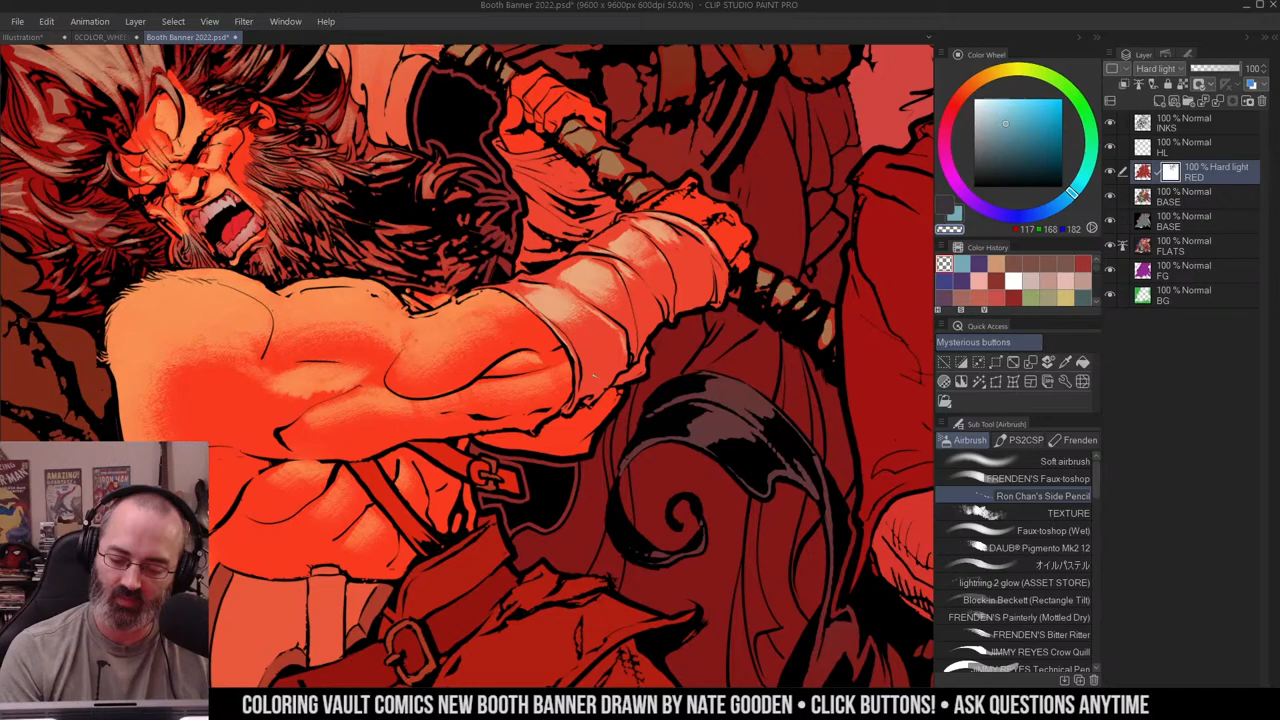 Booth Banner 2022.psd* (9600 x 9600px 600dpi 50.0%) - CLIP STUDIO PAINT PRO
File Edit Animation Layer Select View Filter Window Help
Illustration* 0COLOR_WHE Booth Banner 2022.psd*
Color Wheel
117 168 182
Color History
H S V
Quick Access
Mysterious buttons
Sub Tool [Airbrush]
Airbrush PS2CSP Frenden
Soft airbrush
FRENDEN'S Faux-toshop
Ron Chan's Side Pencil
TEXTURE
Faux-toshop (Wet)
DAUB® Pigmento Mk2 12
オイルパステル
lightning 2 glow (ASSET STORE)
Block-in Beckett (Rectangle Tilt)
FRENDEN'S Painterly (Mottled Dry)
FRENDEN'S Bitter Ritter
JIMMY REYES Crow Quill
JIMMY REYES Technical Pen
Layer
Hard light 100
100 % Normal
INKS
100 % Normal
HL
100 % Hard light
RED
100 % Normal
BASE
100 % Normal
BASE
100 % Normal
FLATS
100 % Normal
FG
100 % Normal
BG
AMAZING
COLORING VAULT COMICS NEW BOOTH BANNER DRAWN BY NATE GOODEN • CLICK BUTTONS! • ASK QUESTIONS ANYTIME